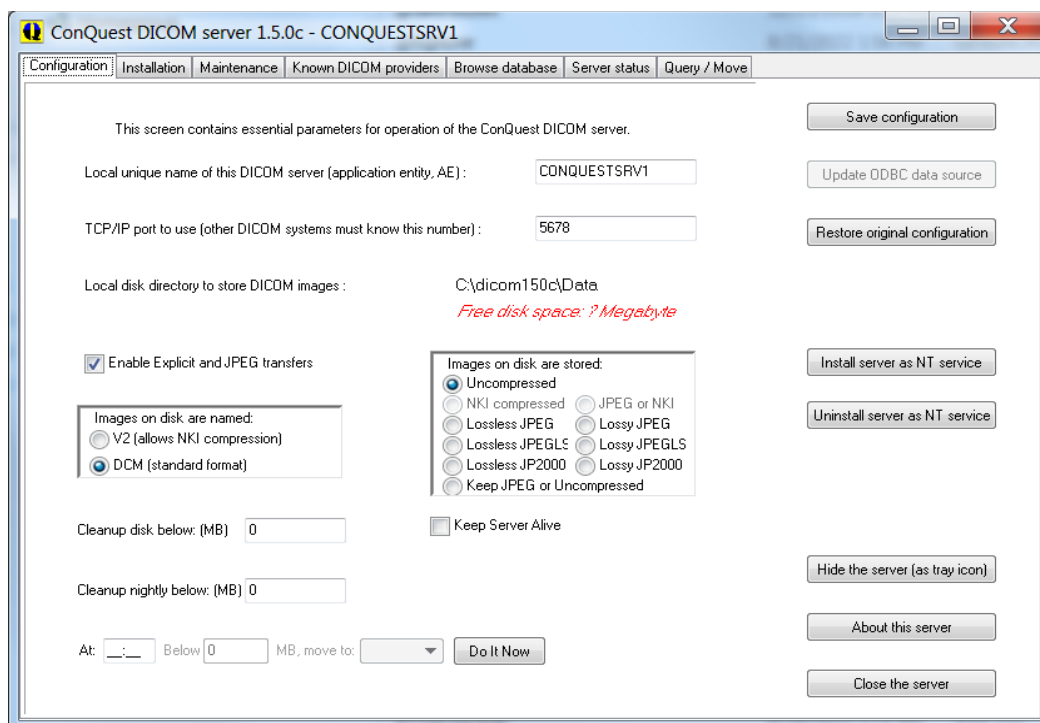 ConQuest DICOM server 1.5.0c - CONQUESTSRV1
Configuration Installation Maintenance Known DICOM providers Browse database Server status Query / Move
This screen contains essential parameters for operation of the ConQuest DICOM server.
Save configuration
Local unique name of this DICOM server (application entity, AE) : CONQUESTSRV1
Update ODBC data source
TCP/IP port to use (other DICOM systems must know this number) : 5678
Restore original configuration
Local disk directory to store DICOM images : C:\dicom150c\Data
Free disk space: ? Megabyte
Enable Explicit and JPEG transfers
Images on disk are stored:
Uncompressed
NKI compressed JPEG or NKI
Lossless JPEG Lossy JPEG
Lossless JPEGLS Lossy JPEGLS
Lossless JP2000 Lossy JP2000
Keep JPEG or Uncompressed
Install server as NT service
Uninstall server as NT service
Images on disk are named:
V2 (allows NKI compression)
DCM (standard format)
Cleanup disk below: (MB) 0
Keep Server Alive
Cleanup nightly below: (MB) 0
Hide the server (as tray icon)
About this server
At: __:__ Below 0 MB, move to: Do It Now
Close the server